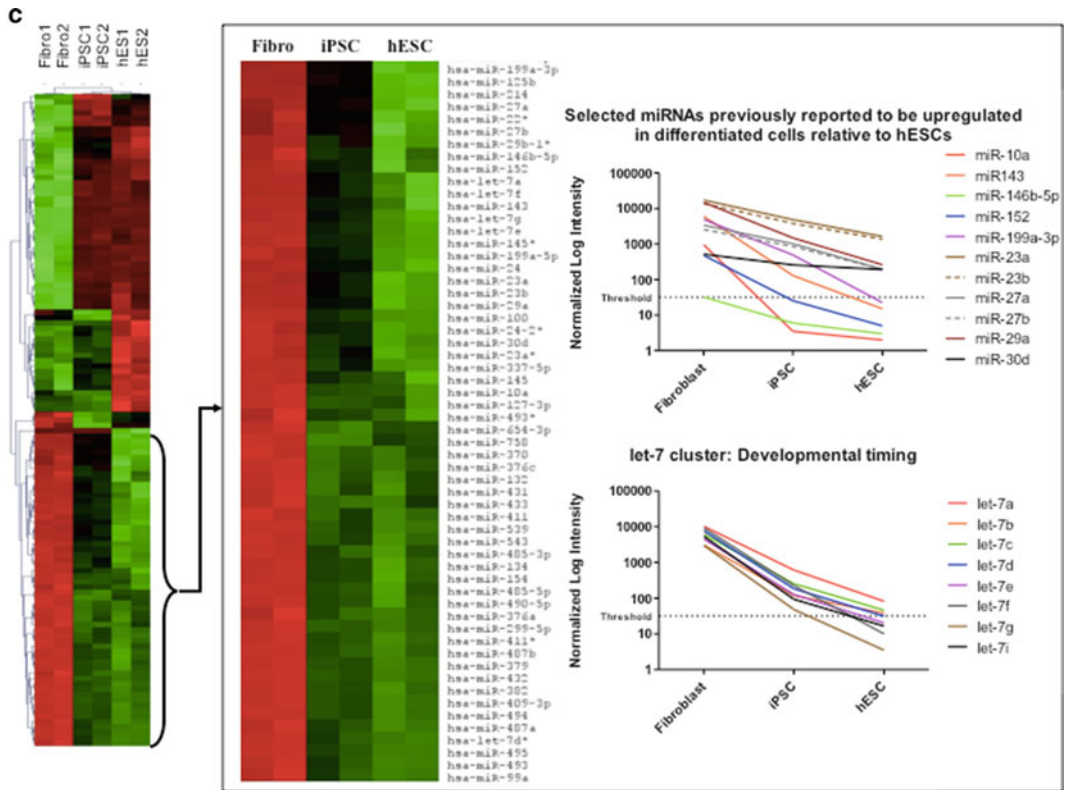 c
Fibro1
Fibro2
iPSC1
iPSC2
hES1
hES2
Fibro iPSC hESC
hsa-miR-199a-3p
hsa-miR-125b
hsa-miR-214
hsa-miR-27a
hsa-miR-22*
hsa-miR-27b
hsa-miR-29b-1*
hsa-miR-146b-5p
hsa-miR-152
hsa-let-7a
hsa-let-7f
hsa-miR-143
hsa-let-7g
hsa-let-7e
hsa-miR-145*
hsa-miR-199a-5p
hsa-miR-24
hsa-miR-23a
hsa-miR-23b
hsa-miR-29a
hsa-miR-100
hsa-miR-24-2*
hsa-miR-30d
hsa-miR-23a*
hsa-miR-337-5p
hsa-miR-145
hsa-miR-10a
hsa-miR-127-3p
hsa-miR-493*
hsa-miR-654-3p
hsa-miR-758
hsa-miR-370
hsa-miR-376c
hsa-miR-132
hsa-miR-431
hsa-miR-433
hsa-miR-411
hsa-miR-539
hsa-miR-543
hsa-miR-485-3p
hsa-miR-134
hsa-miR-154
hsa-miR-485-5p
hsa-miR-490-5p
hsa-miR-376a
hsa-miR-299-5p
hsa-miR-411*
hsa-miR-487b
hsa-miR-379
hsa-miR-432
hsa-miR-382
hsa-miR-409-3p
hsa-miR-494
hsa-miR-487a
hsa-let-7d*
hsa-miR-495
hsa-miR-493
hsa-miR-99a
Selected miRNAs previously reported to be upregulated
in differentiated cells relative to hESCs
Normalized Log Intensity
100000
10000
1000
100
Threshold
10
1
Fibroblast
iPSC
hESC
miR-10a
miR143
miR-146b-5p
miR-152
miR-199a-3p
miR-23a
miR-23b
miR-27a
miR-27b
miR-29a
miR-30d
let-7 cluster: Developmental timing
Normalized Log Intensity
100000
10000
1000
100
Threshold
10
1
Fibroblast
iPSC
hESC
let-7a
let-7b
let-7c
let-7d
let-7e
let-7f
let-7g
let-7i